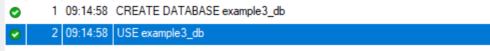 1 09:14:58 CREATE DATABASE example3_db
2 09:14:58 USE example3_db